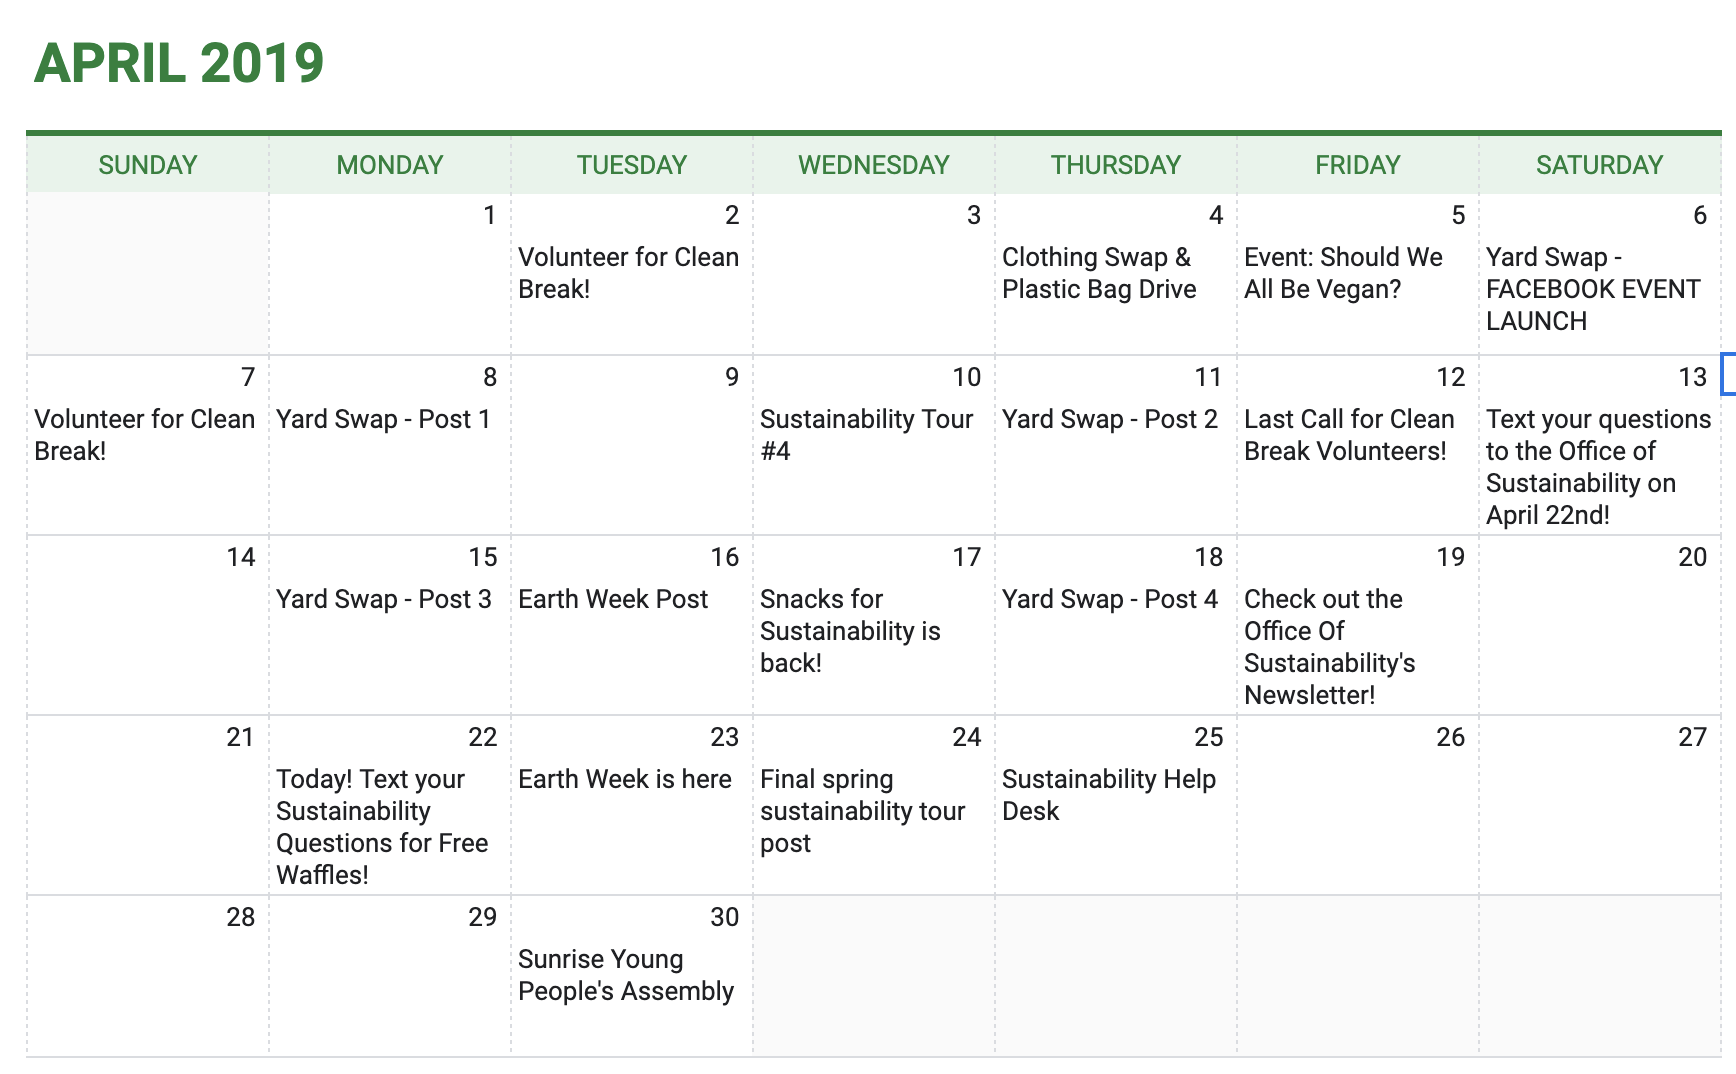 APRIL 2019
SUNDAY MONDAY TUESDAY WEDNESDAY THURSDAY FRIDAY SATURDAY
1
2
Volunteer for Clean
Break!
3
4
Clothing Swap &
Plastic Bag Drive
5
Event: Should We
All Be Vegan?
6
Yard Swap -
FACEBOOK EVENT
LAUNCH
7
Volunteer for Clean
Break!
8
Yard Swap - Post 1
9
10
Sustainability Tour
#4
11
Yard Swap - Post 2
12
Last Call for Clean
Break Volunteers!
13
Text your questions
to the Office of
Sustainability on
April 22nd!
14
15
Yard Swap - Post 3
16
Earth Week Post
17
Snacks for
Sustainability is
back!
18
Yard Swap - Post 4
19
Check out the
Office Of
Sustainability's
Newsletter!
20
21
22
Today! Text your
Sustainability
Questions for Free
Waffles!
23
Earth Week is here
24
Final spring
sustainability tour
post
25
Sustainability Help
Desk
26
27
28
29
30
Sunrise Young
People's Assembly